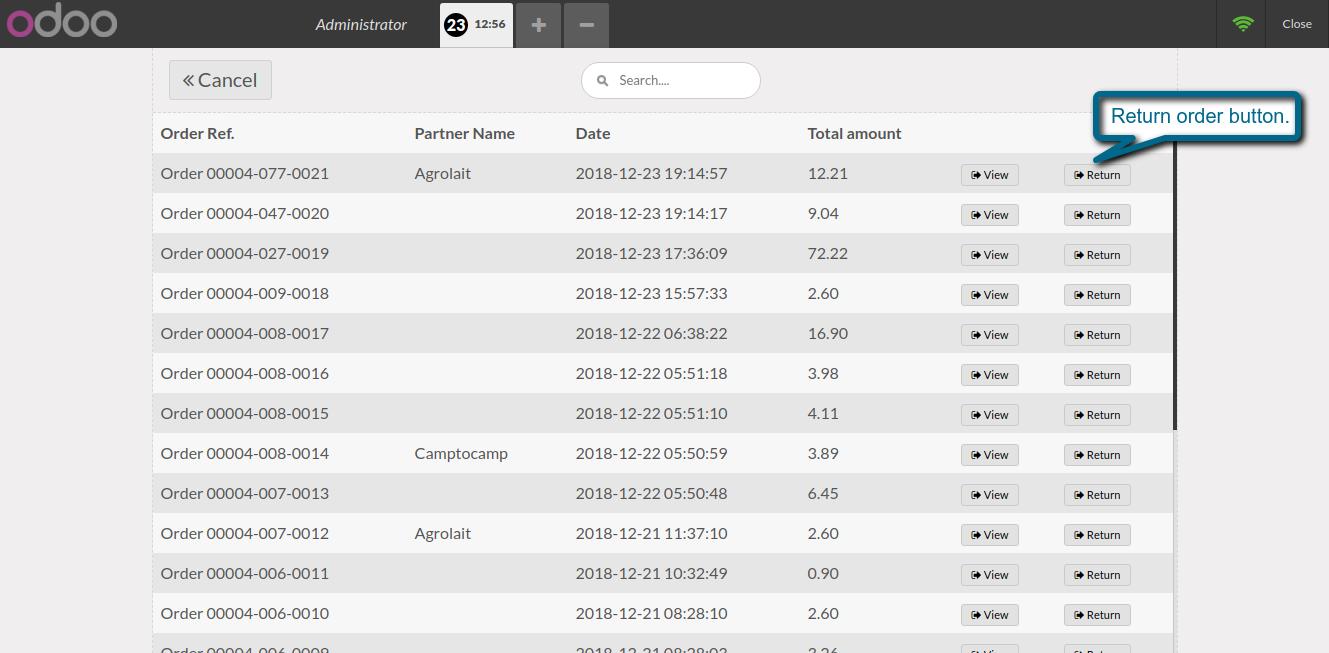 odoo Administrator 23 12:56 Close
Cancel Search....
Return order button.
Order Ref. Partner Name Date Total amount
Order 00004-077-0021 Agrolait 2018-12-23 19:14:57 12.21 View Return
Order 00004-047-0020 2018-12-23 19:14:17 9.04 View Return
Order 00004-027-0019 2018-12-23 17:36:09 72.22 View Return
Order 00004-009-0018 2018-12-23 15:57:33 2.60 View Return
Order 00004-008-0017 2018-12-22 06:38:22 16.90 View Return
Order 00004-008-0016 2018-12-22 05:51:18 3.98 View Return
Order 00004-008-0015 2018-12-22 05:51:10 4.11 View Return
Order 00004-008-0014 Camptocamp 2018-12-22 05:50:59 3.89 View Return
Order 00004-007-0013 2018-12-22 05:50:48 6.45 View Return
Order 00004-007-0012 Agrolait 2018-12-21 11:37:10 2.60 View Return
Order 00004-006-0011 2018-12-21 10:32:49 0.90 View Return
Order 00004-006-0010 2018-12-21 08:28:10 2.60 View Return